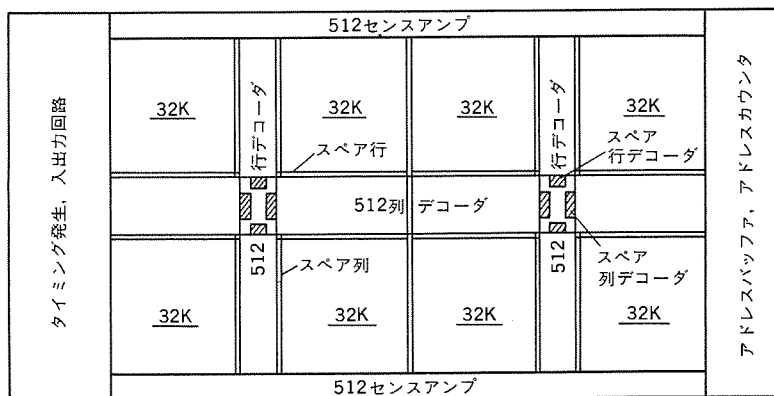 512センスアンプ
タイミング発生，入出力回路
32K
行デコーダ
32K
32K
行デコーダ
32K
アドレスバッファ，アドレスカウンタ
スペア行
スペア
行デコーダ
512列デコーダ
512
スペア列
512
スペア
列デコーダ
32K
32K
32K
32K
512センスアンプ